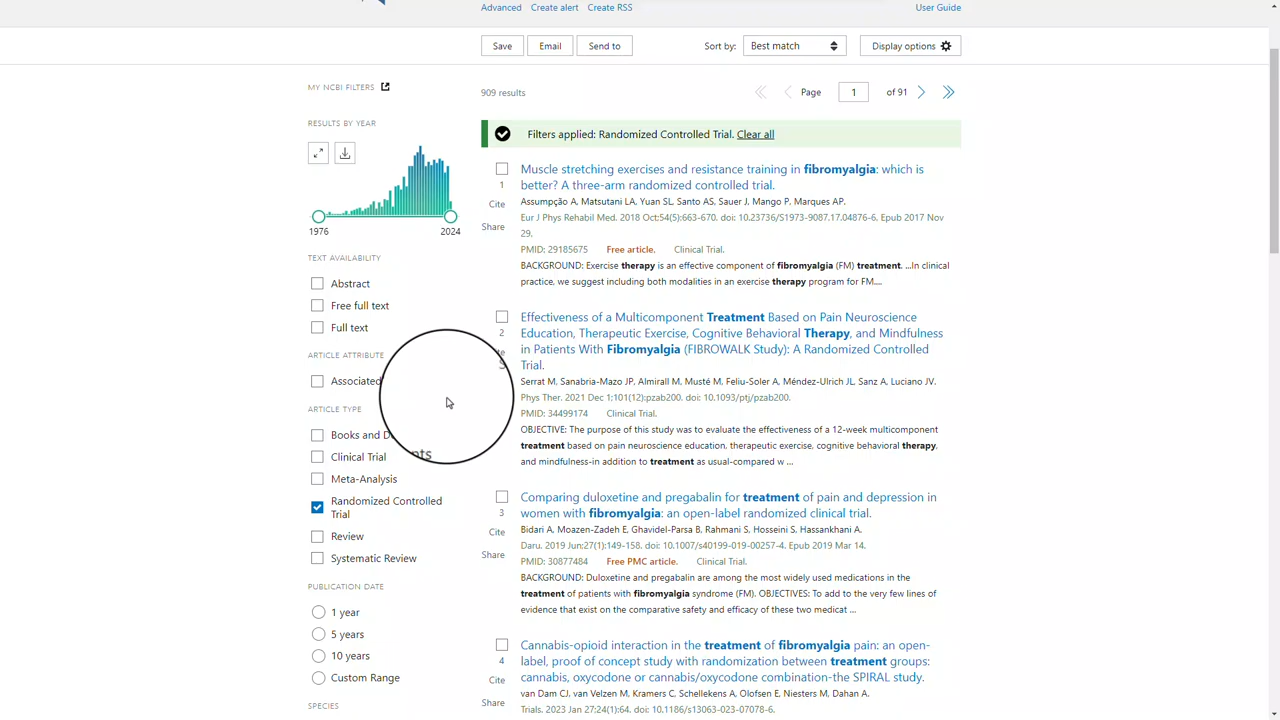 Advanced Create alert Create RSS User Guide
Save Email Send to Sort by: Best match Display options
MY NCBI FILTERS
909 results Page 1 of 91
RESULTS BY YEAR
Filters applied: Randomized Controlled Trial. Clear all
1976 2024
TEXT AVAILABILITY
Abstract
Free full text
Full text
ARTICLE ATTRIBUTE
Associated
ARTICLE TYPE
Books and
Clinical Trial
Meta-Analysis
Randomized Controlled
Trial
Review
Systematic Review
PUBLICATION DATE
1 year
5 years
10 years
Custom Range
SPECIES
1
Cite
Share
Muscle stretching exercises and resistance training in fibromyalgia: which is
better? A three-arm randomized controlled trial.
Assumpção A, Matsutani LA, Yuan SL, Santo AS, Sauer J, Mango P, Marques AP.
Eur J Phys Rehabil Med. 2018 Oct;54(5):663-670. doi: 10.23736/S1973-9087.17.04876-6. Epub 2017 Nov
29.
PMID: 29185675 Free article. Clinical Trial.
BACKGROUND: Exercise therapy is an effective component of fibromyalgia (FM) treatment. ...In clinical
practice, we suggest including both modalities in an exercise therapy program for FM....
2
Effectiveness of a Multicomponent Treatment Based on Pain Neuroscience
Education, Therapeutic Exercise, Cognitive Behavioral Therapy, and Mindfulness
in Patients With Fibromyalgia (FIBROWALK Study): A Randomized Controlled
Trial.
Serrat M, Sanabria-Mazo JP, Almirall M, Musté M, Feliu-Soler A, Méndez-Ulrich JL, Sanz A, Luciano JV.
Phys Ther. 2021 Dec 1;101(12):pzab200. doi: 10.1093/ptj/pzab200.
PMID: 34499174 Clinical Trial.
OBJECTIVE: The purpose of this study was to evaluate the effectiveness of a 12-week multicomponent
treatment based on pain neuroscience education, therapeutic exercise, cognitive behavioral therapy,
and mindfulness-in addition to treatment as usual-compared w ...
3
Cite
Share
Comparing duloxetine and pregabalin for treatment of pain and depression in
women with fibromyalgia: an open-label randomized clinical trial.
Bidari A, Moazen-Zadeh E, Ghavidel-Parsa B, Rahmani S, Hosseini S, Hassankhani A.
Daru. 2019 Jun;27(1):149-158. doi: 10.1007/s40199-019-00257-4. Epub 2019 Mar 14.
PMID: 30877484 Free PMC article. Clinical Trial.
BACKGROUND: Duloxetine and pregabalin are among the most widely used medications in the
treatment of patients with fibromyalgia syndrome (FM). OBJECTIVES: To add to the very few lines of
evidence that exist on the comparative safety and efficacy of these two medicat ...
4
Cite
Share
Cannabis-opioid interaction in the treatment of fibromyalgia pain: an open-
label, proof of concept study with randomization between treatment groups:
cannabis, oxycodone or cannabis/oxycodone combination-the SPIRAL study.
van Dam CJ, van Velzen M, Kramers C, Schellekens A, Olofsen E, Niesters M, Dahan A.
Trials. 2023 Jan 27;24(1):64. doi: 10.1186/s13063-023-07078-6.